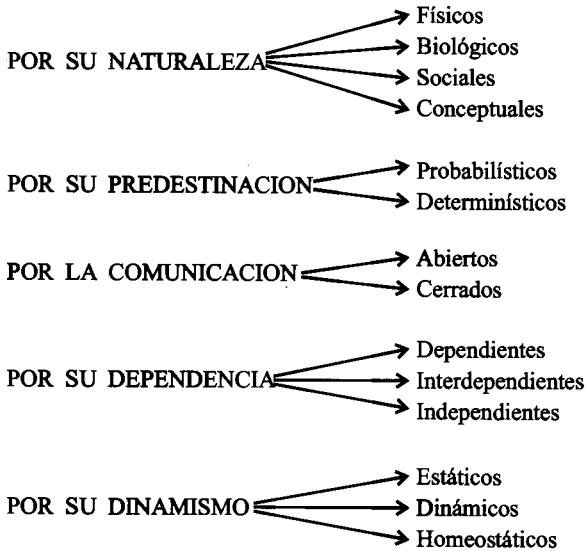 Físicos
POR SU NATURALEZA
Biológicos
Sociales
Conceptuales
POR SU PREDESTINACION
Probabilísticos
Determinísticos
POR LA COMUNICACION
Abiertos
Cerrados
POR SU DEPENDENCIA
Dependientes
Interdependientes
Independientes
POR SU DINAMISMO
Estáticos
Dinámicos
Homeostáticos